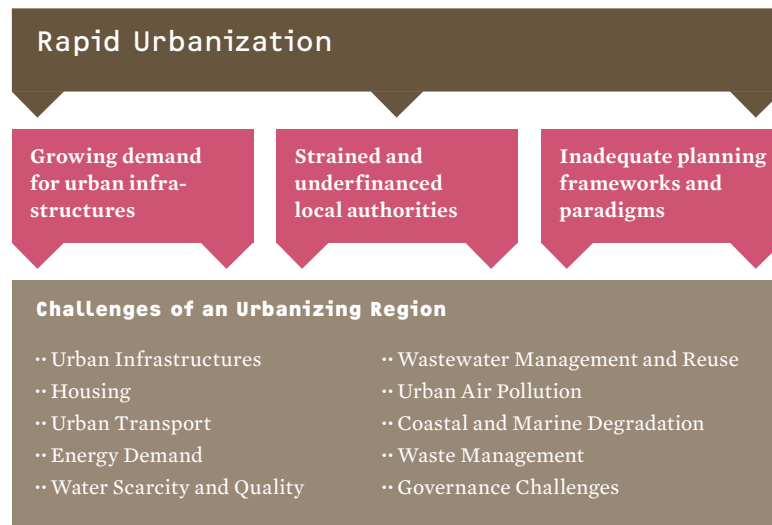 Rapid Urbanization
Growing demand
for urban infra-
structures
Strained and
underfinanced
local authorities
Inadequate planning
frameworks and
paradigms
Challenges of an Urbanizing Region
·· Urban Infrastructures
·· Housing
·· Urban Transport
·· Energy Demand
·· Water Scarcity and Quality
·· Wastewater Management and Reuse
·· Urban Air Pollution
·· Coastal and Marine Degradation
·· Waste Management
·· Governance Challenges